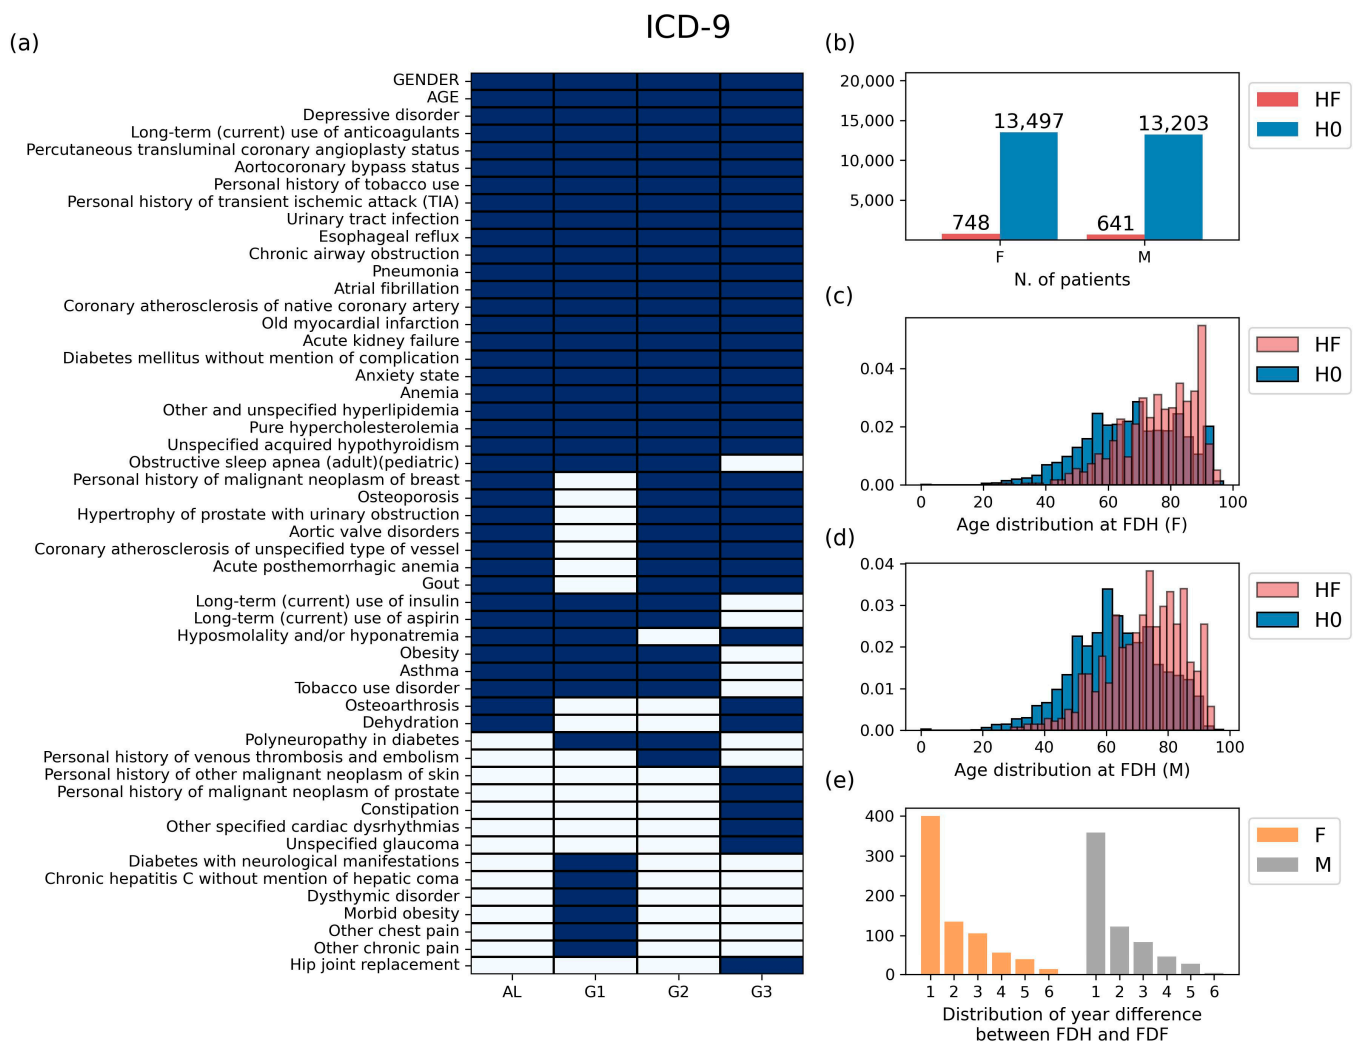 ICD-9
(a)
GENDER
AGE
Depressive disorder
Long-term (current) use of anticoagulants
Percutaneous transluminal coronary angioplasty status
Aortocoronary bypass status
Personal history of tobacco use
Personal history of transient ischemic attack (TIA)
Urinary tract infection
Esophageal reflux
Chronic airway obstruction
Pneumonia
Atrial fibrillation
Coronary atherosclerosis of native coronary artery
Old myocardial infarction
Acute kidney failure
Diabetes mellitus without mention of complication
Anxiety state
Anemia
Other and unspecified hyperlipidemia
Pure hypercholesterolemia
Unspecified acquired hypothyroidism
Obstructive sleep apnea (adult)(pediatric)
Personal history of malignant neoplasm of breast
Osteoporosis
Hypertrophy of prostate with urinary obstruction
Aortic valve disorders
Coronary atherosclerosis of unspecified type of vessel
Acute posthemorrhagic anemia
Gout
Long-term (current) use of insulin
Long-term (current) use of aspirin
Hyposmolality and/or hyponatremia
Obesity
Asthma
Tobacco use disorder
Osteoarthrosis
Dehydration
Polyneuropathy in diabetes
Personal history of venous thrombosis and embolism
Personal history of other malignant neoplasm of skin
Personal history of malignant neoplasm of prostate
Constipation
Other specified cardiac dysrhythmias
Unspecified glaucoma
Diabetes with neurological manifestations
Chronic hepatitis C without mention of hepatic coma
Dysthymic disorder
Morbid obesity
Other chest pain
Other chronic pain
Hip joint replacement
AL G1 G2 G3
(b)
20,000
15,000
10,000
5,000
13,497
13,203
748
641
F M
N. of patients
HF
H0
(c)
0.04
0.02
0.00
0 20 40 60 80 100
Age distribution at FDH (F)
HF
H0
(d)
0.04
0.03
0.02
0.01
0.00
0 20 40 60 80 100
Age distribution at FDH (M)
HF
H0
(e)
400
300
200
100
0
1 2 3 4 5 6 1 2 3 4 5 6
Distribution of year difference
between FDH and FDF
F
M